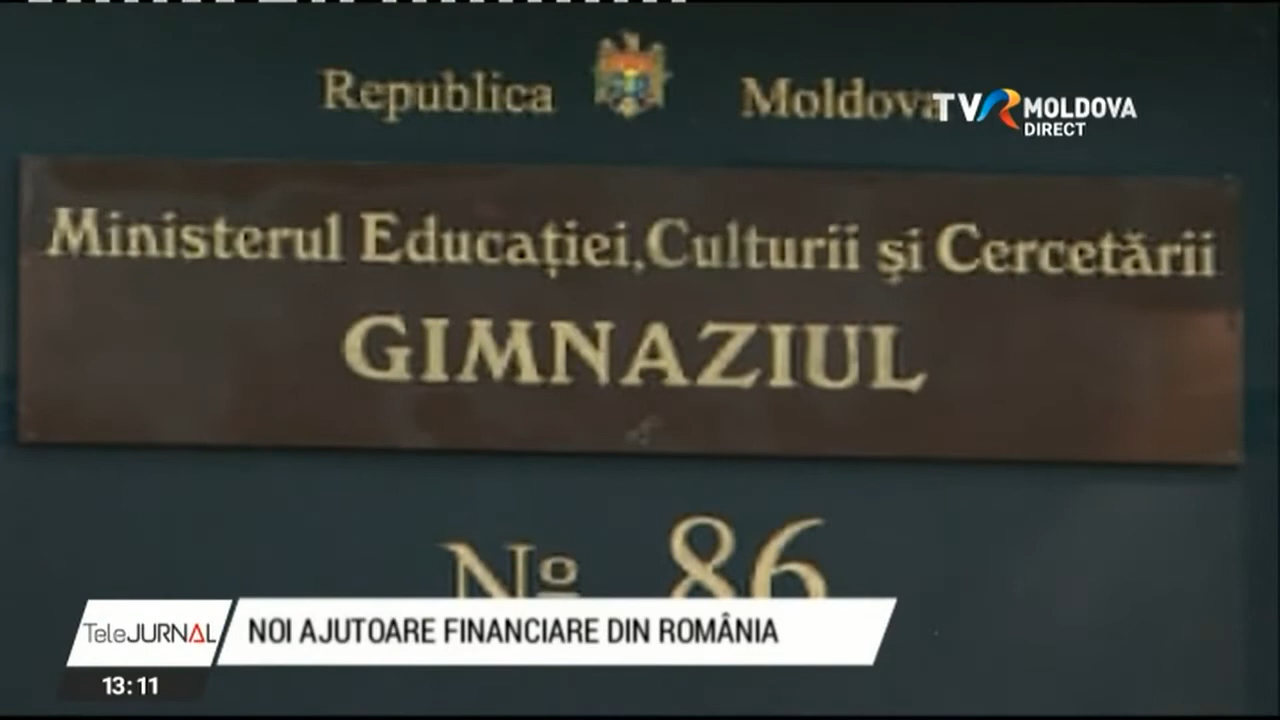 Republica Moldova
TVR MOLDOVA
DIRECT
Ministerul Educației, Culturii și Cercetării
GIMNAZIUL
Nº 86
TeleJURNAL
NOI AJUTOARE FINANCIARE DIN ROMÂNIA
13:11